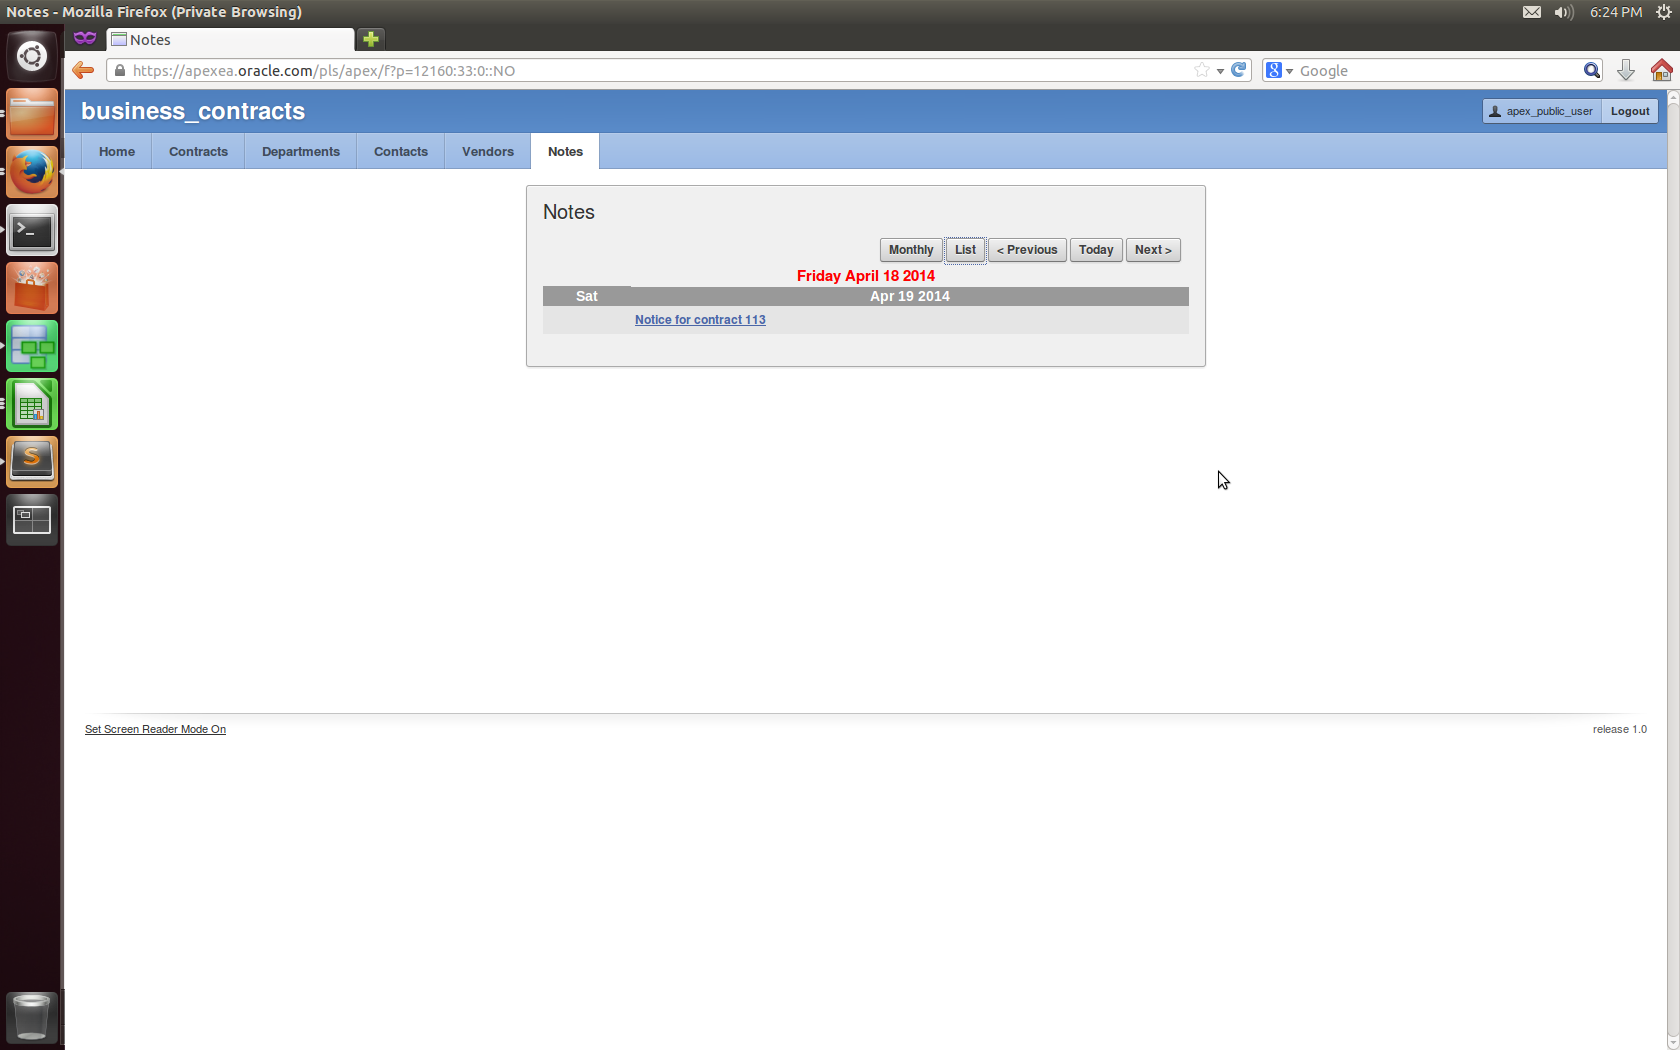 Notes - Mozilla Firefox (Private Browsing)
6:24 PM
Notes
https://apexea.oracle.com/pls/apex/f?p=12160:33:0::NO
8
Google
business_contracts
apex_public_user
Logout
Home
Contracts
Departments
Contacts
Vendors
Notes
Notes
Monthly
List
< Previous
Today
Next >
Friday April 18 2014
Sat
Apr 19 2014
Notice for contract 113
>_
S
Set Screen Reader Mode On
release 1.0